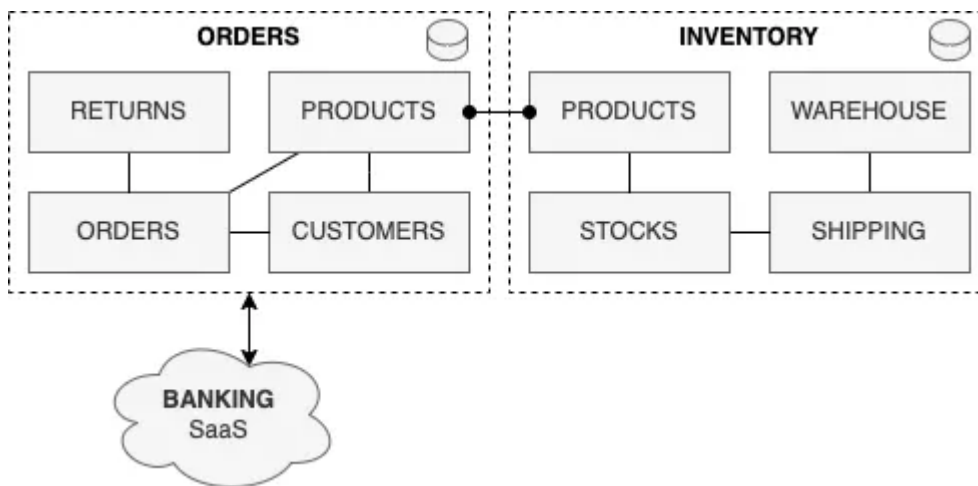 ORDERS
INVENTORY
RETURNS
PRODUCTS
PRODUCTS
WAREHOUSE
ORDERS
CUSTOMERS
STOCKS
SHIPPING
BANKING
SaaS